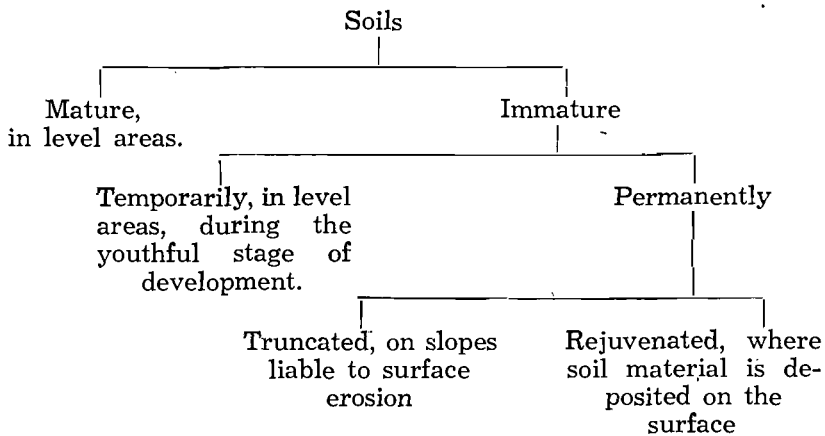 Soils
Mature,
in level areas.
Immature
Temporarily, in level
areas, during the
youthful stage of
development.
Permanently
Truncated, on slopes
liable to surface
erosion
Rejuvenated, where
soil material is de-
posited on the
surface